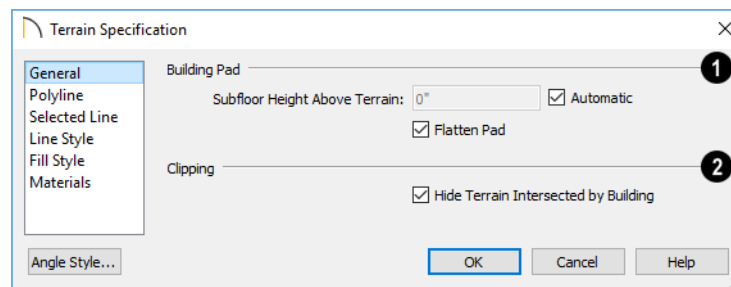 Terrain Specification
General
Polyline
Selected Line
Line Style
Fill Style
Materials
Building Pad
1
Subfloor Height Above Terrain: 0" Automatic
Flatten Pad
Clipping
2
Hide Terrain Intersected by Building
Angle Style... OK Cancel Help